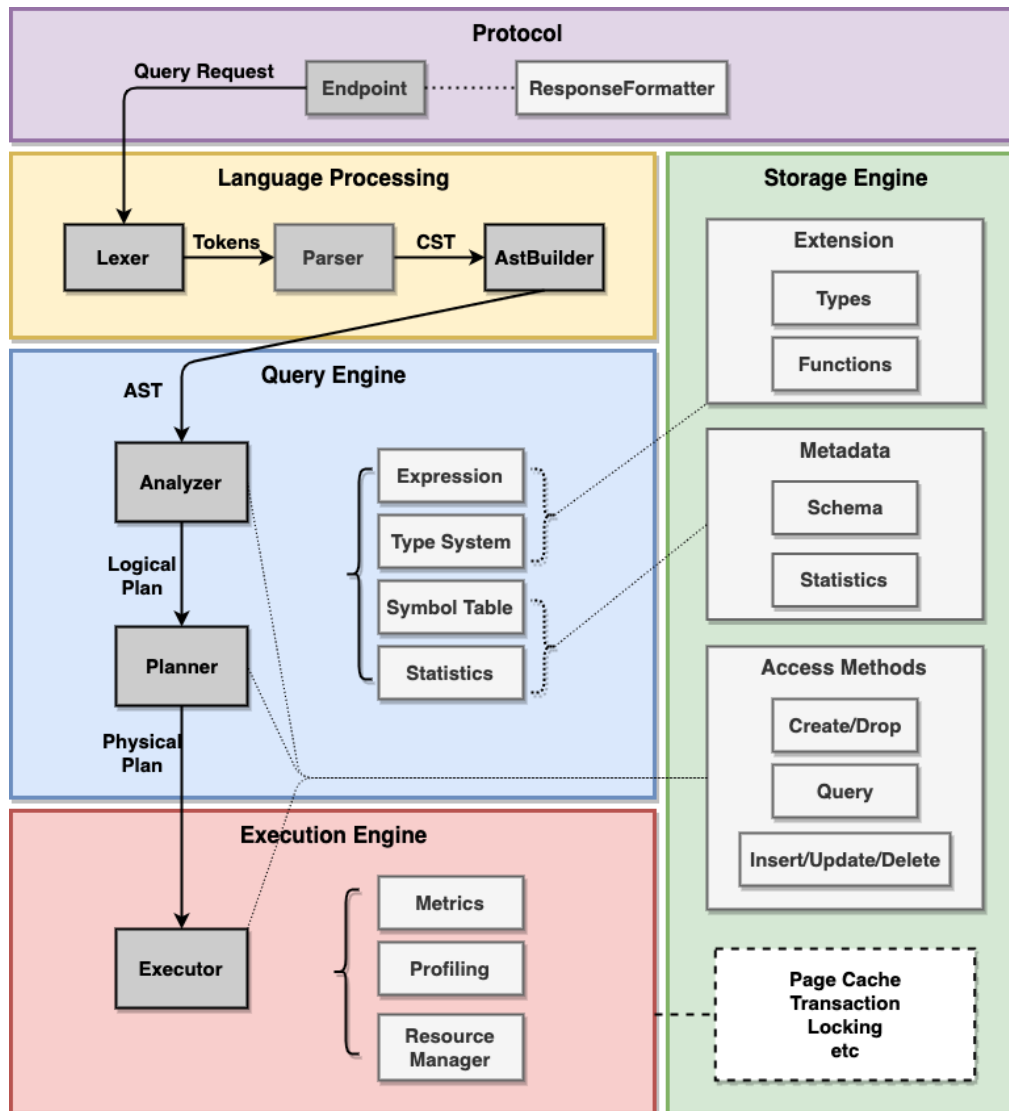 Protocol
Query Request
Endpoint
ResponseFormatter
Language Processing
Lexer
Tokens
Parser
CST
AstBuilder
Query Engine
AST
Analyzer
Logical
Plan
Planner
Physical
Plan
Expression
Type System
Symbol Table
Statistics
Execution Engine
Executor
Metrics
Profiling
Resource
Manager
Storage Engine
Extension
Types
Functions
Metadata
Schema
Statistics
Access Methods
Create/Drop
Query
Insert/Update/Delete
Page Cache
Transaction
Locking
etc